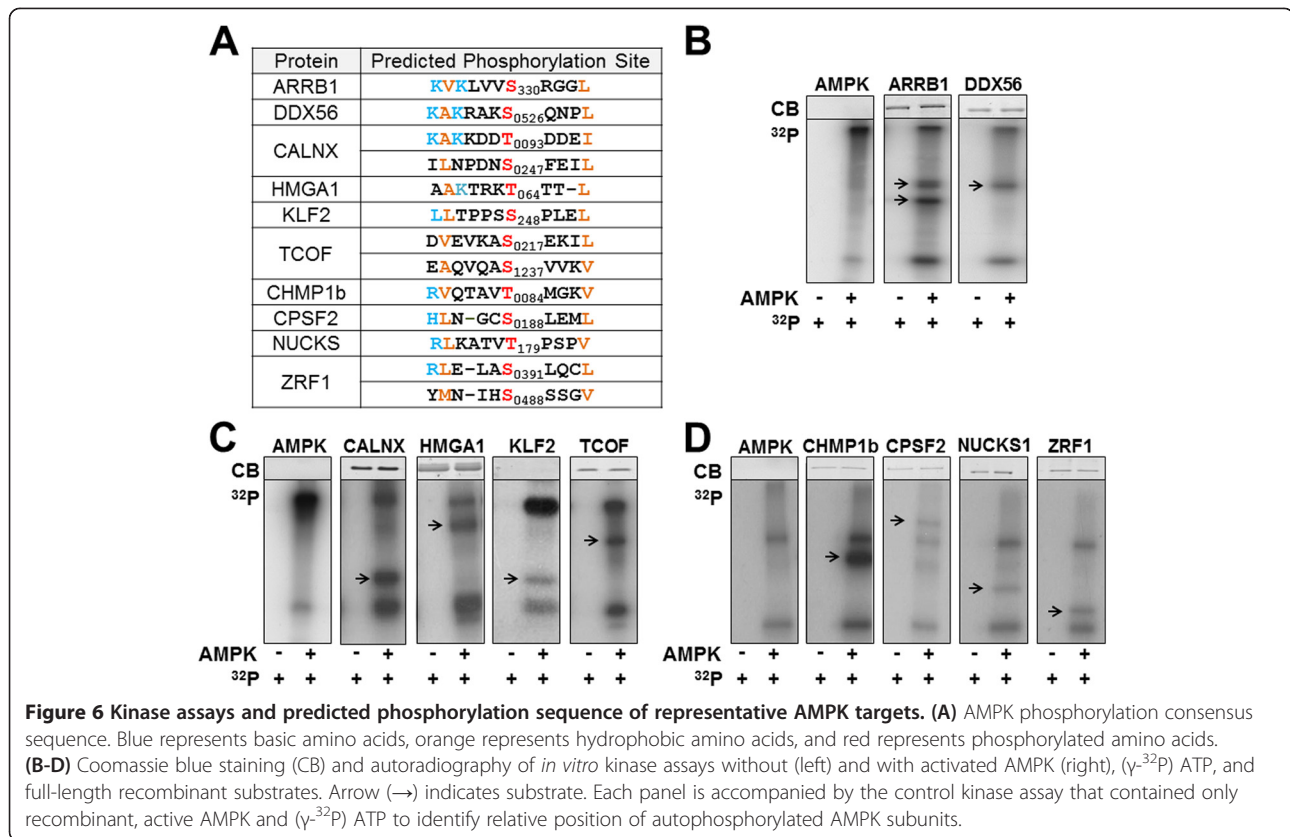 A
Protein Predicted Phosphorylation Site
ARRB1 KVKLVVS330RGGL
DDX56 KAKRAKS0526QNPL
CALNX KAKKDDT0093DDEI
ILNPDNS0247FEIL
HMGA1 AAKTRKT064TT-L
KLF2 LLTPPSS248PLEL
TCOF DVEVKAS0217EKIL
EAQVQAS1237VVKV
CHMP1b RVQTAVT0084MGKV
CPSF2 HLN-GCS0188LEML
NUCKS RLKATVT179PSPV
ZRF1 RLE-LAS0391LQCL
YMN-IHS0488SSGV
B
AMPK ARRB1 DDX56
CB
32P
→ → →
AMPK - + - + - +
32P + + + + + +
C
AMPK CALNX HMGA1 KLF2 TCOF
CB
32P
→ → → →
AMPK - + - + - + - + - +
32P + + + + + + + + + +
D
AMPK CHMP1b CPSF2 NUCKS1 ZRF1
CB
32P
→ → → →
AMPK - + - + - + - + - +
32P + + + + + + + + + +
Figure 6 Kinase assays and predicted phosphorylation sequence of representative AMPK targets. (A) AMPK phosphorylation consensus
sequence. Blue represents basic amino acids, orange represents hydrophobic amino acids, and red represents phosphorylated amino acids.
(B-D) Coomassie blue staining (CB) and autoradiography of in vitro kinase assays without (left) and with activated AMPK (right), (γ-32P) ATP, and
full-length recombinant substrates. Arrow (→) indicates substrate. Each panel is accompanied by the control kinase assay that contained only
recombinant, active AMPK and (γ-32P) ATP to identify relative position of autophosphorylated AMPK subunits.